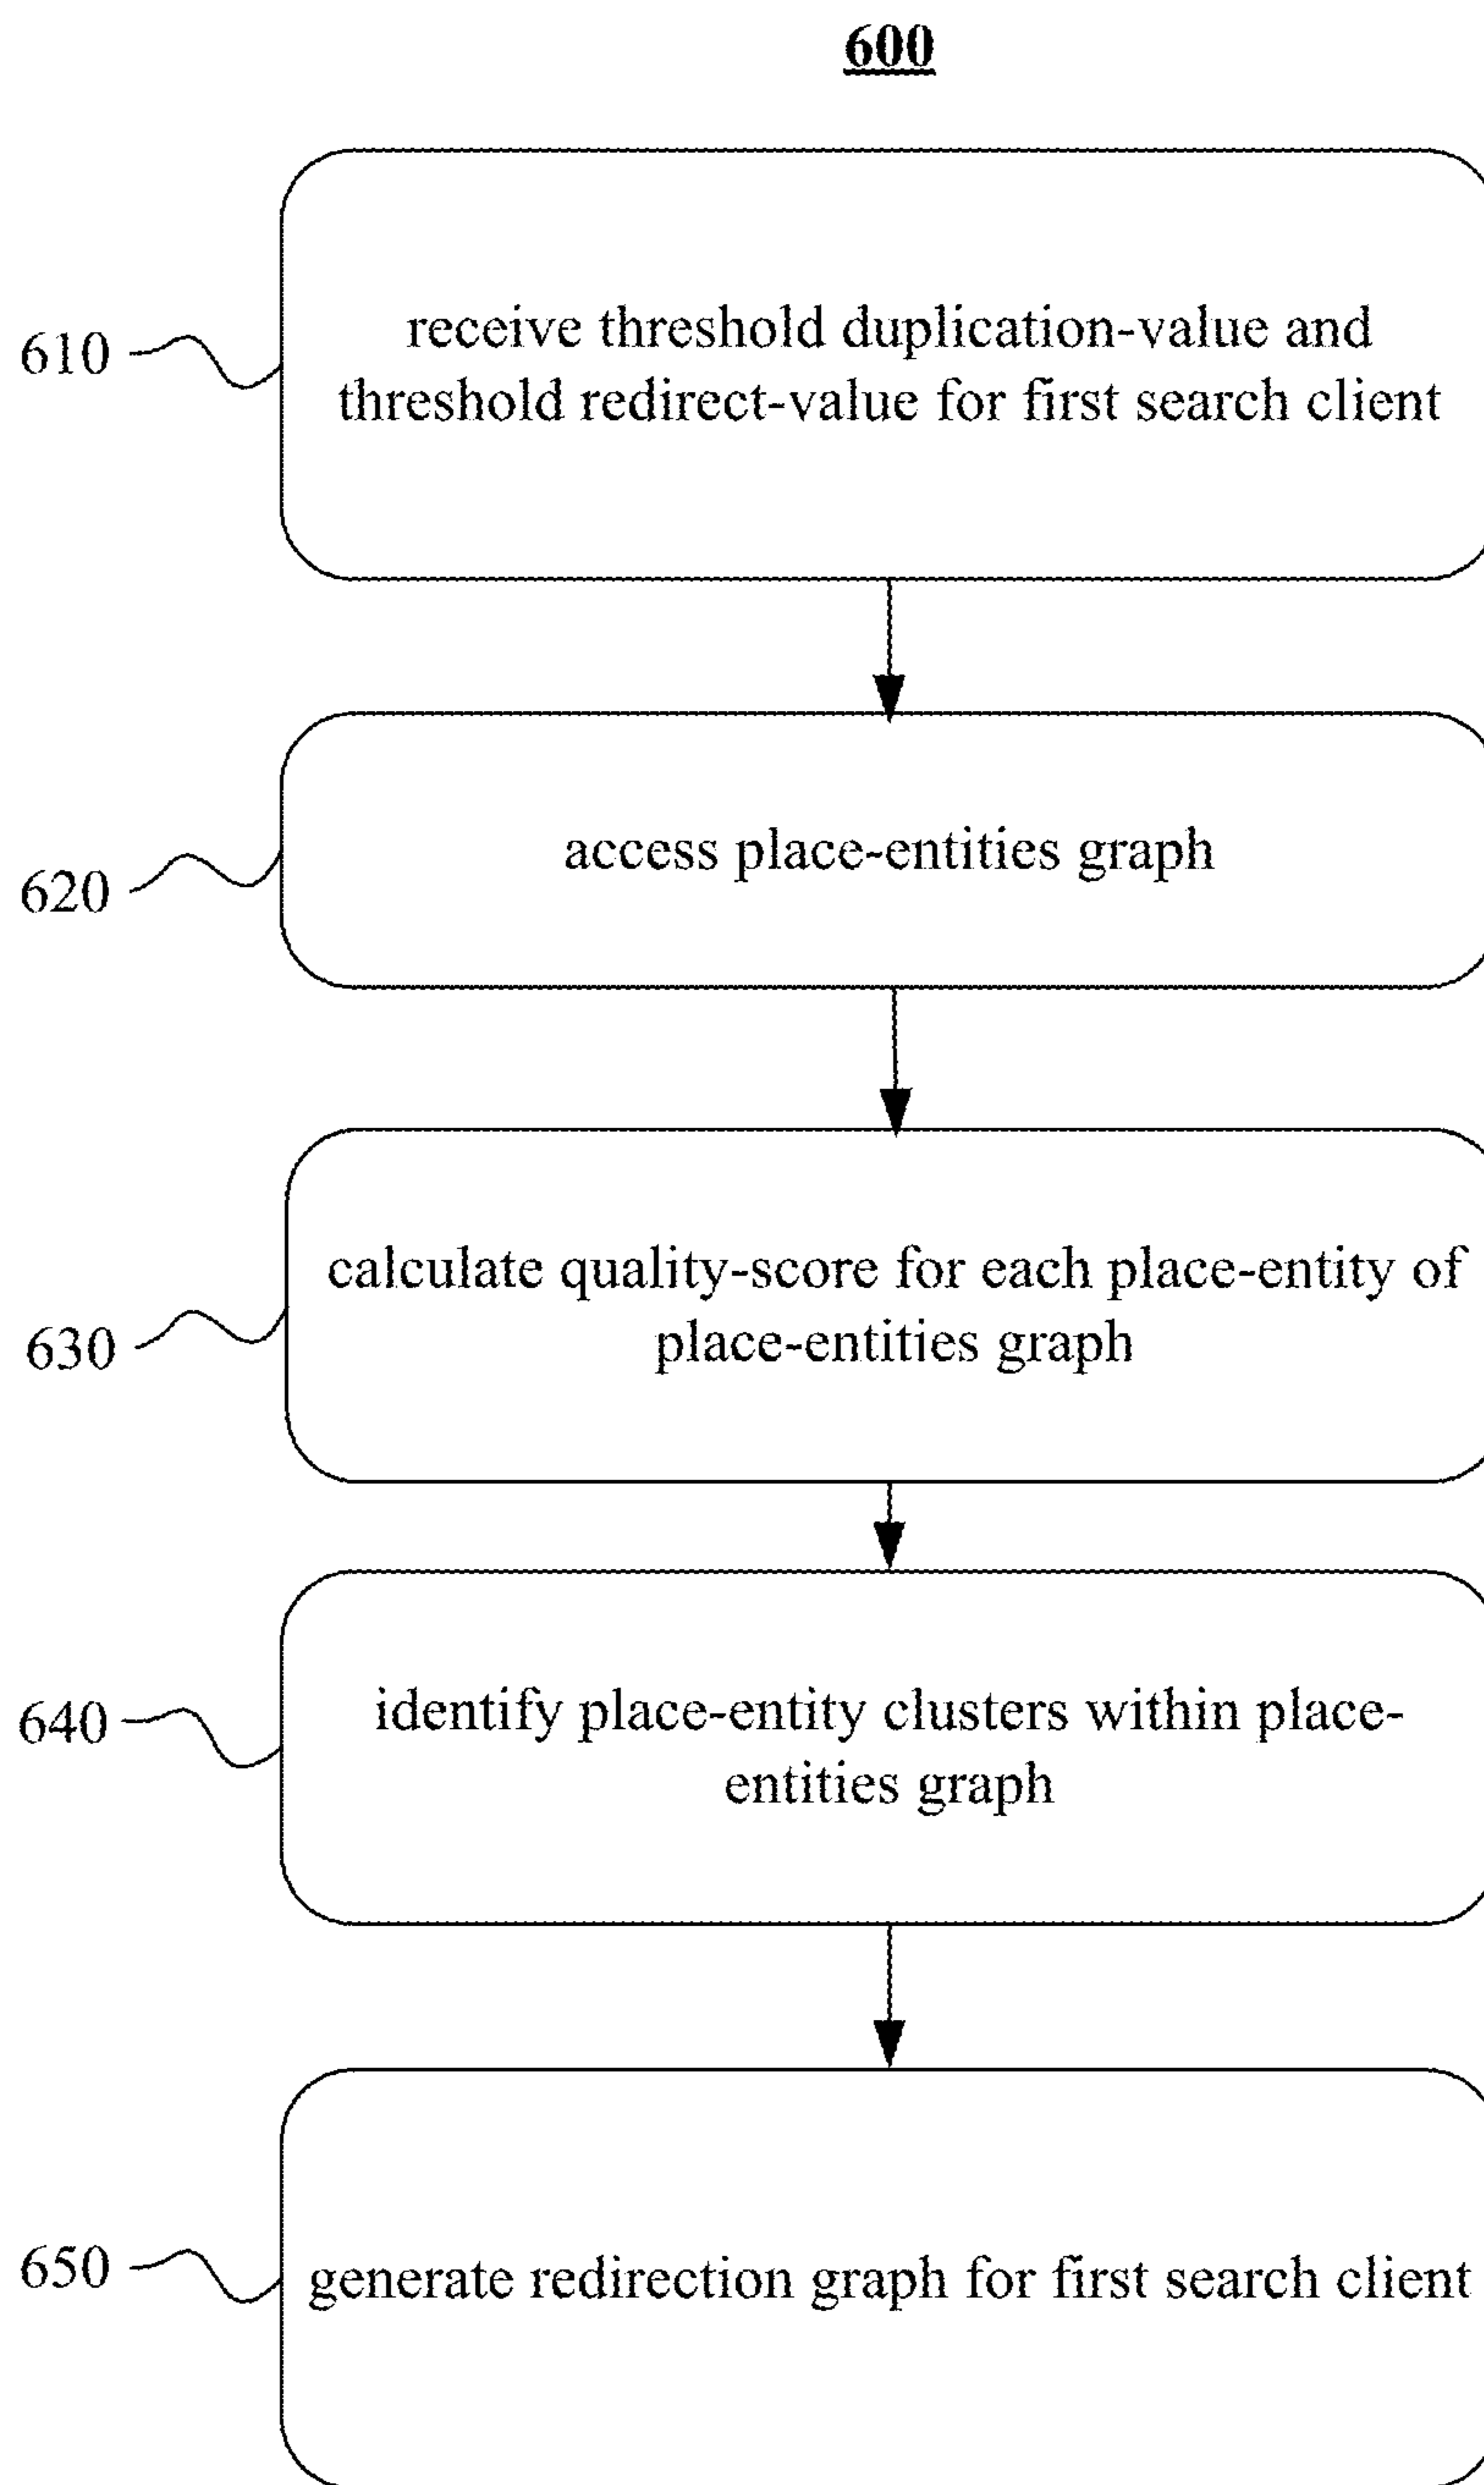 600
610
receive threshold duplication-value and
threshold redirect-value for first search client
620
access place-entities graph
630
calculate quality-score for each place-entity of
place-entities graph
640
identify place-entity clusters within place-
entities graph
650
generate redirection graph for first search client